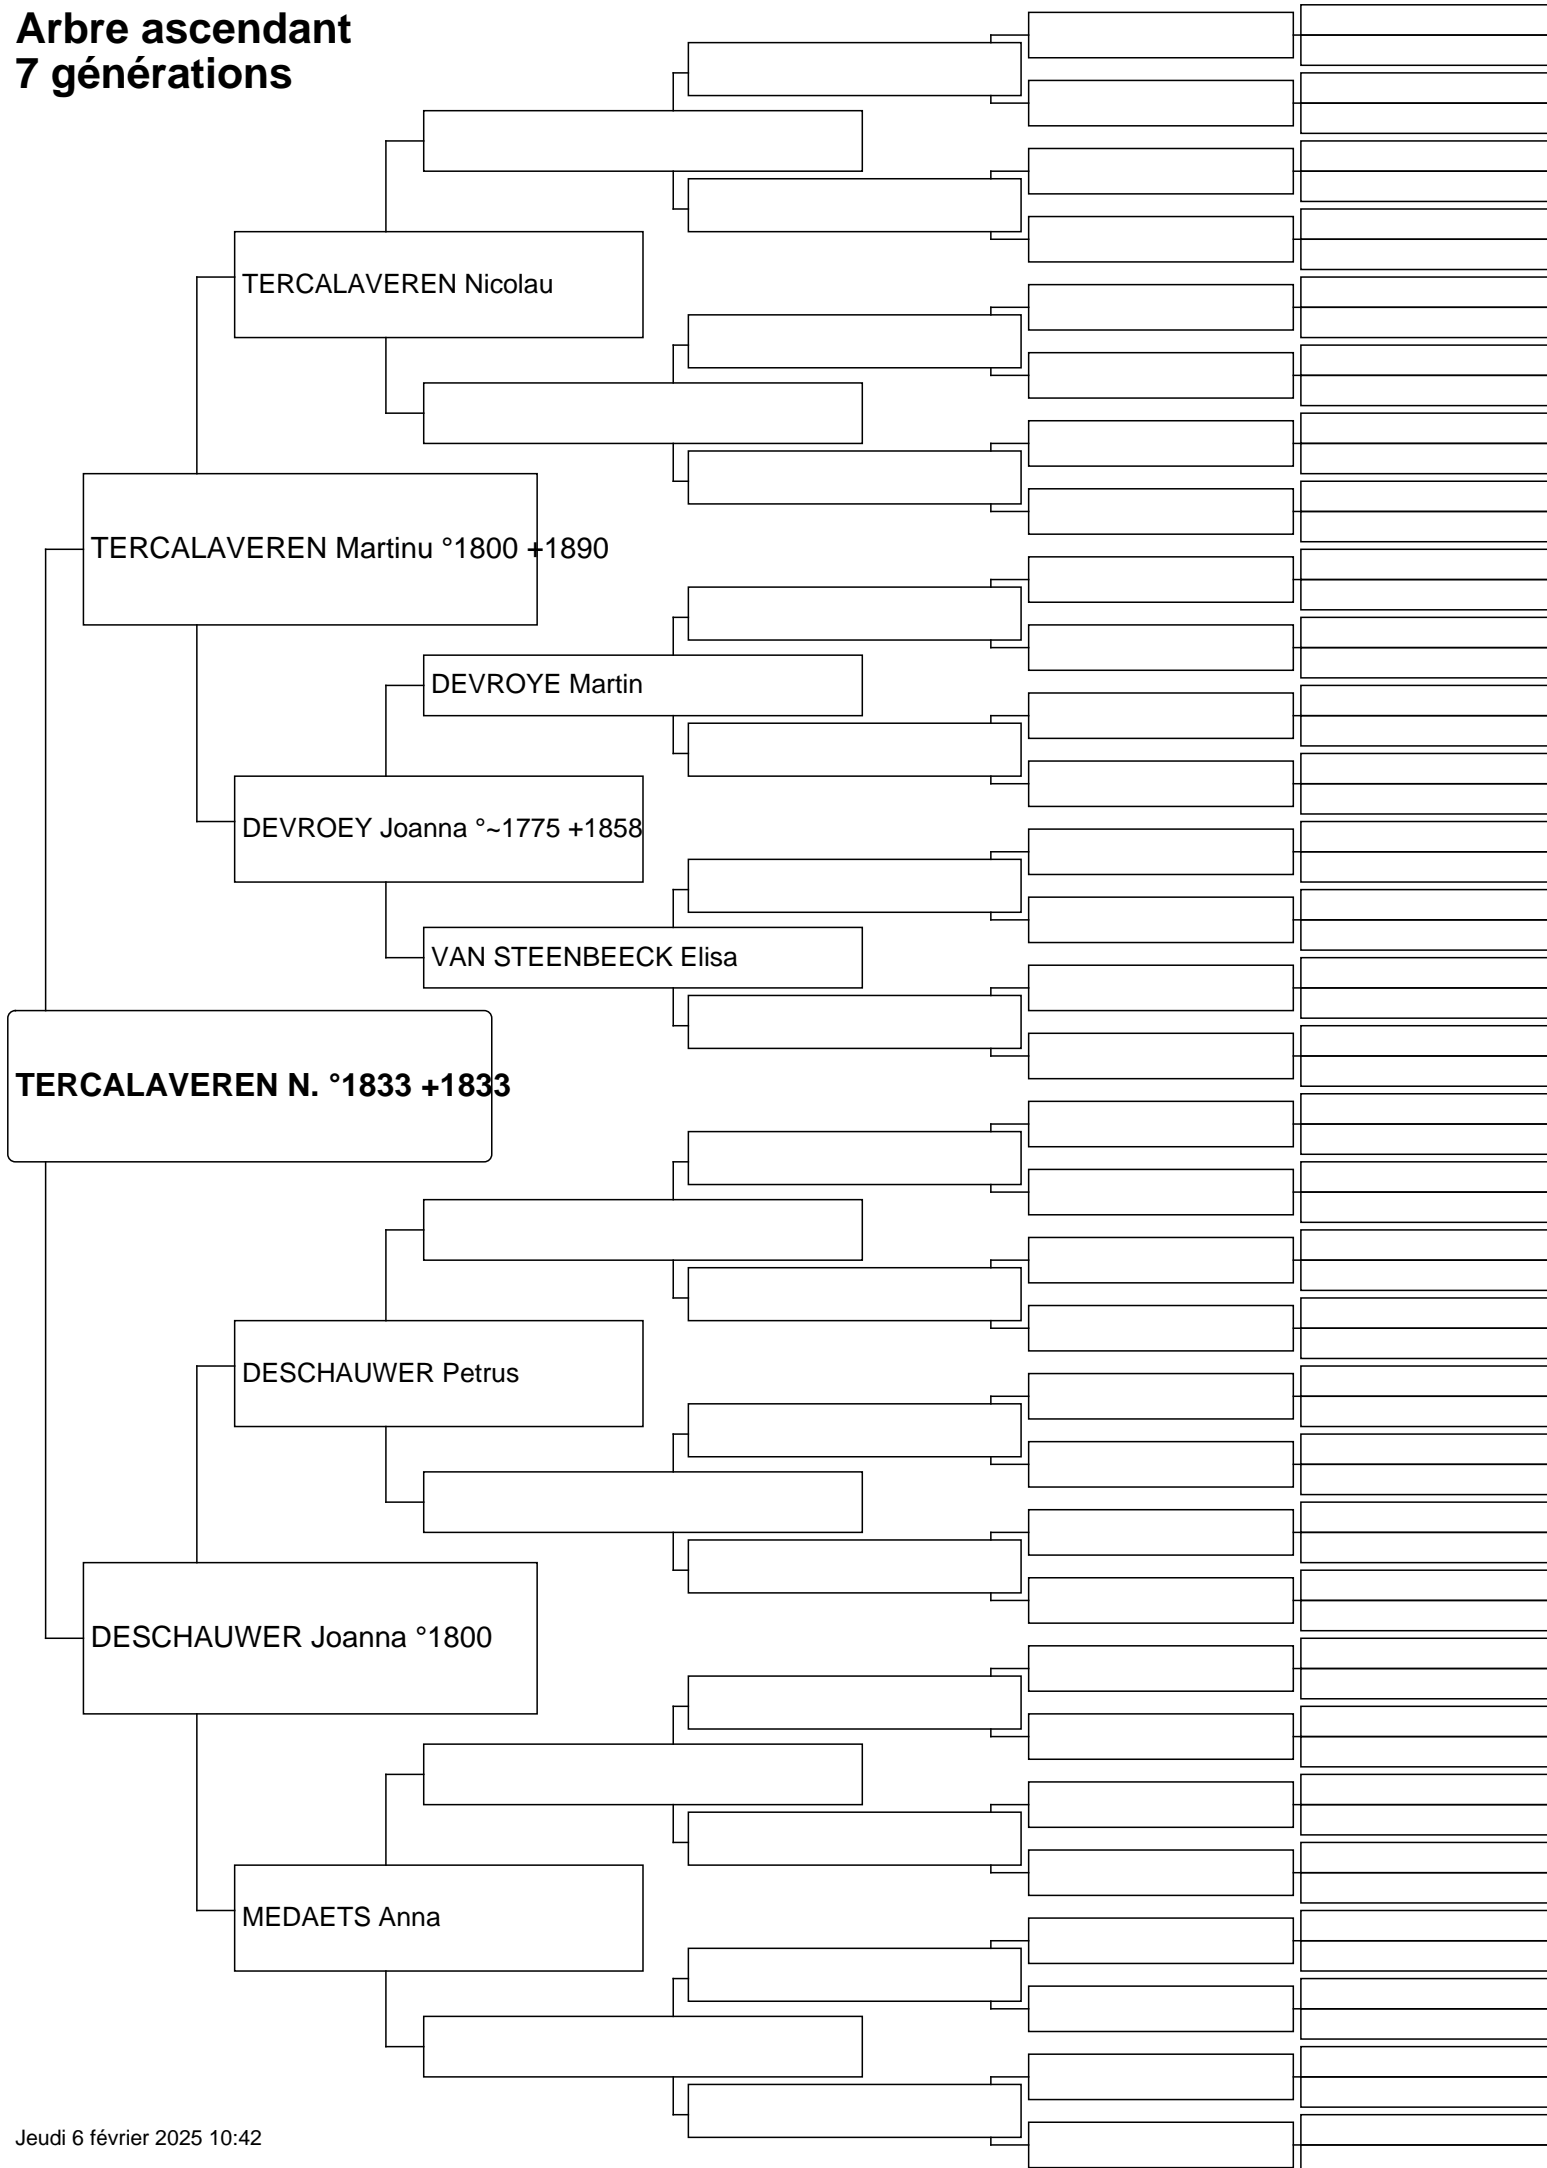 Arbre ascendant
7 générations
TERCALAVEREN Nicolau
TERCALAVEREN Martinu °1800 +1890
DEVROYE Martin
DEVROEY Joanna °~1775 +1858
VAN STEENBEECK Elisa
TERCALAVEREN N. °1833 +1833
DESCHAUWER Petrus
DESCHAUWER Joanna °1800
MEDAETS Anna
Jeudi 6 février 2025 10:42